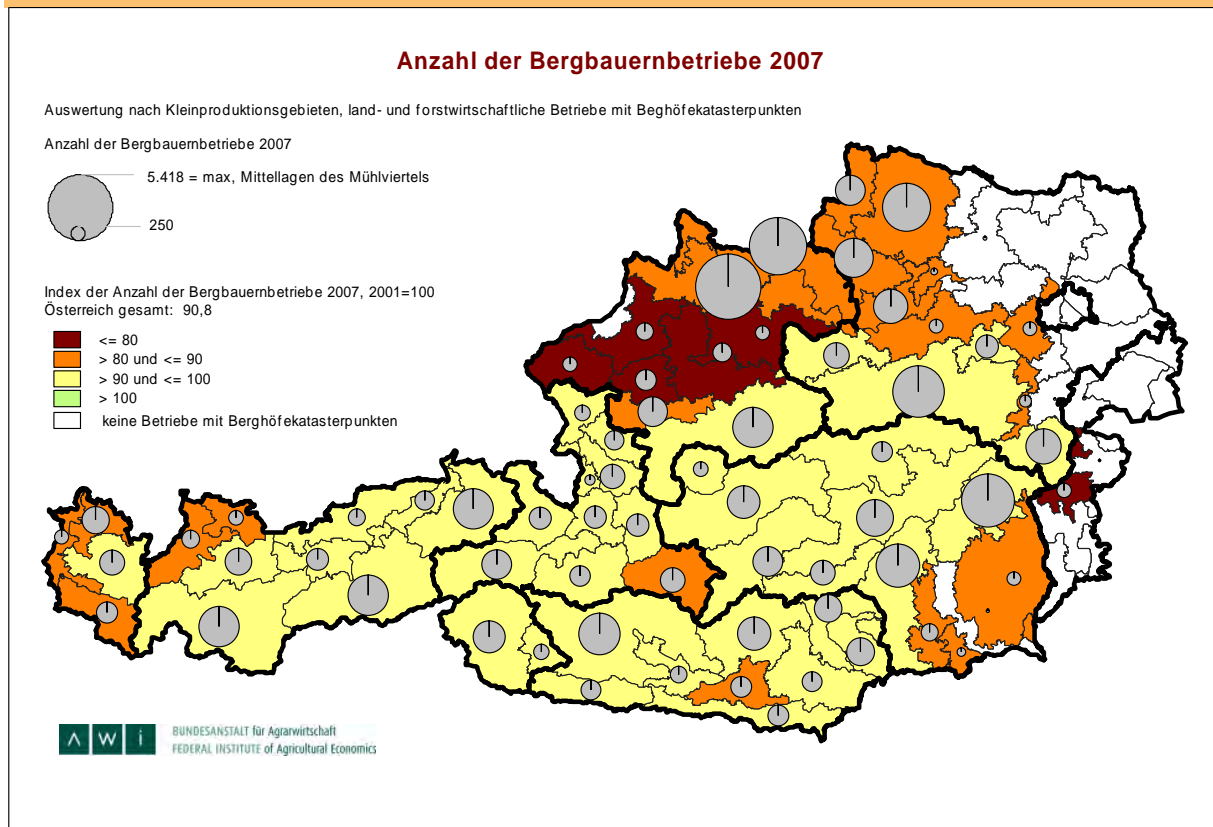 Anzahl der Bergbauernbetriebe 2007
Auswertung nach Kleinproduktionsgebieten, land- und forstwirtschaftliche Betriebe mit Beghöfekatasterpunkten
Anzahl der Bergbauernbetriebe 2007
5.418 = max, Mittellagen des Mühlviertels
250
Index der Anzahl der Bergbauernbetriebe 2007, 2001=100
Österreich gesamt: 90,8
<= 80
> 80 und <= 90
> 90 und <= 100
> 100
keine Betriebe mit Berghöfekatasterpunkten
A W i
BUNDESANSTALT für Agrarwirtschaft
FEDERAL INSTITUTE of Agricultural Economics